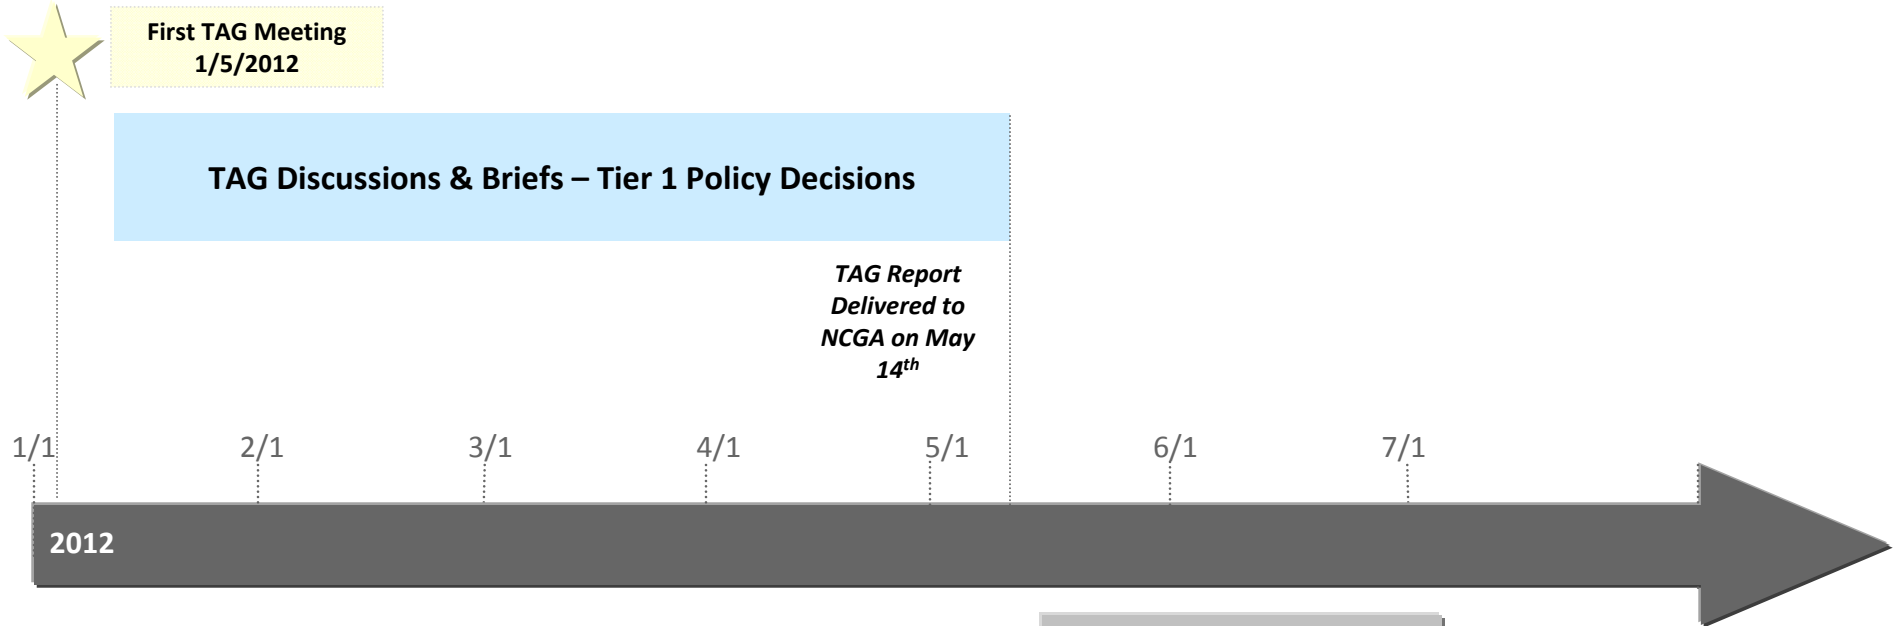 First TAG Meeting
1/5/2012
TAG Discussions & Briefs – Tier 1 Policy Decisions
TAG Report
Delivered to
NCGA on May
14th
1/1
2/1
3/1
4/1
5/1
6/1
7/1
2012